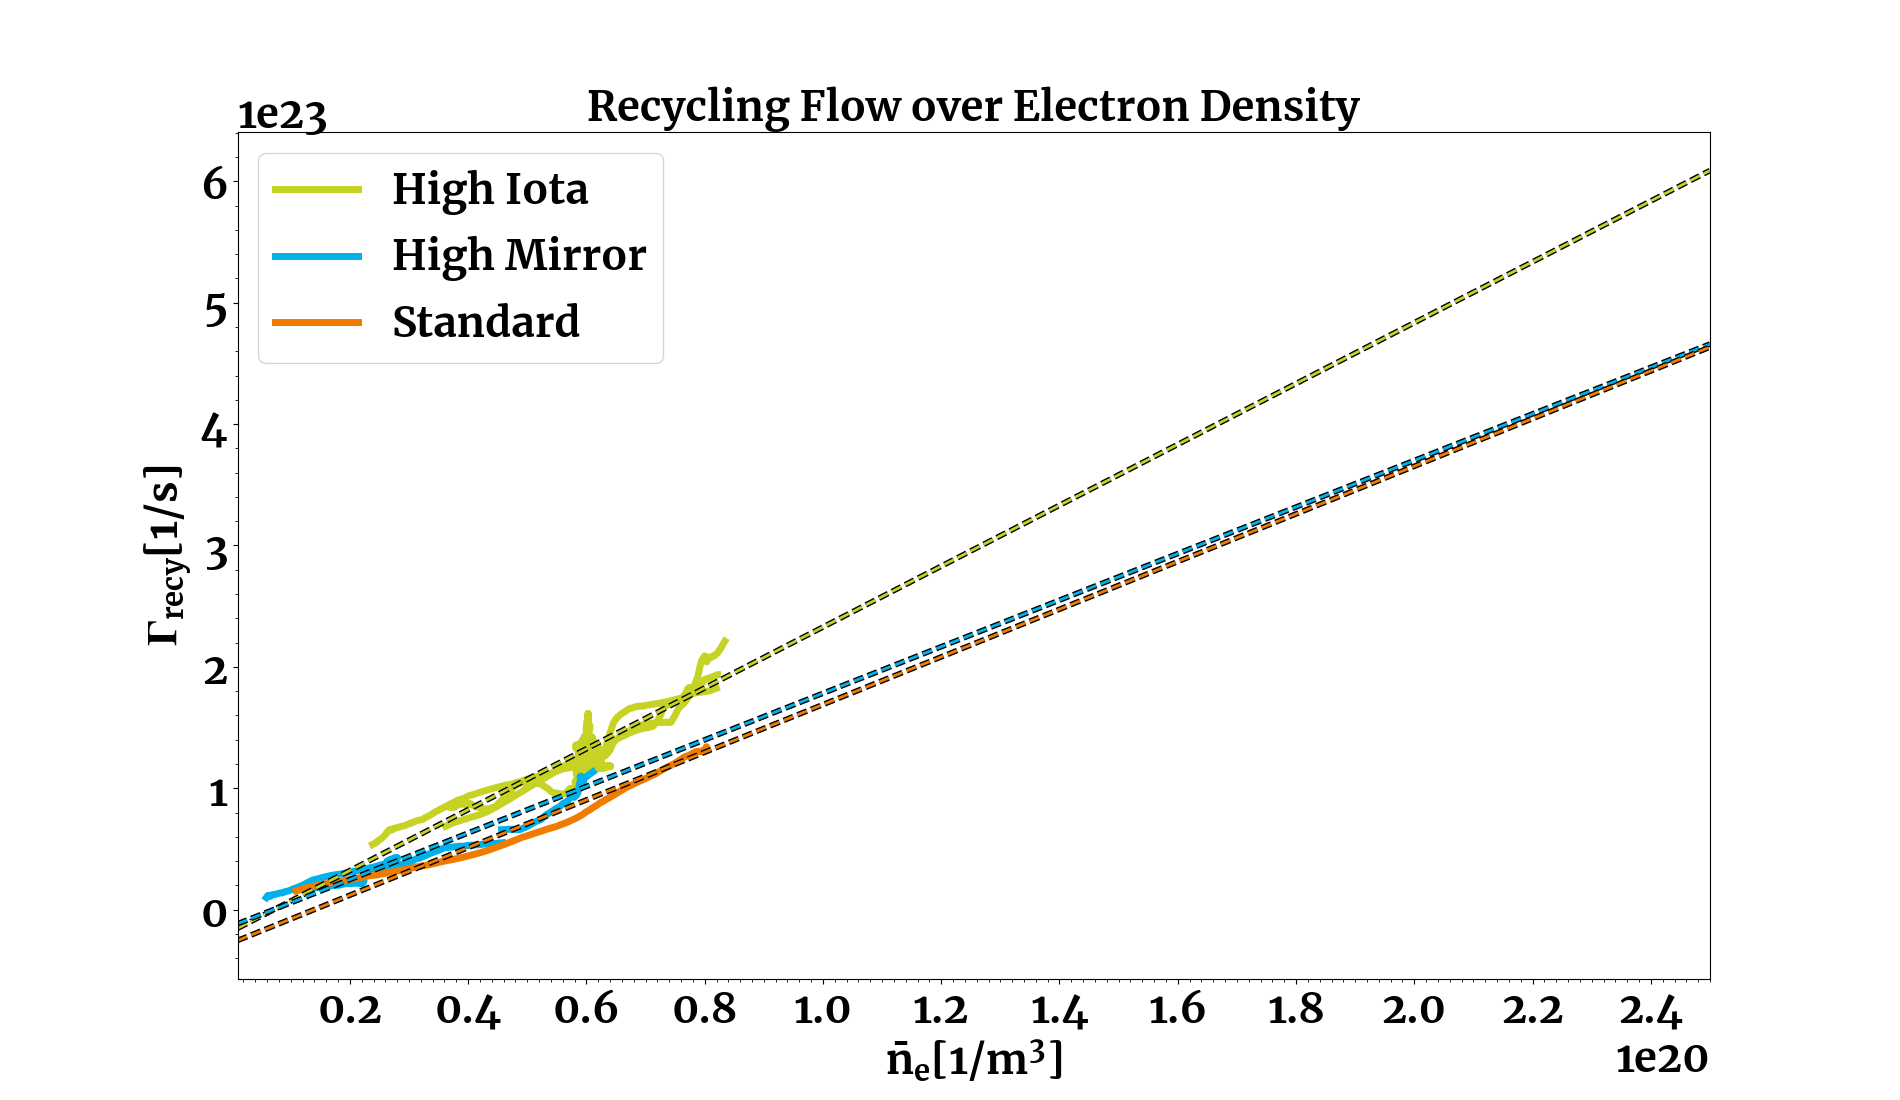 Recycling Flow over Electron Density
1e23
High Iota
High Mirror
Standard
6
5
4
3
2
1
0
Γrecy[1/s]
0.2 0.4 0.6 0.8 1.0 1.2 1.4 1.6 1.8 2.0 2.2 2.4
n̄e[1/m³]
1e20